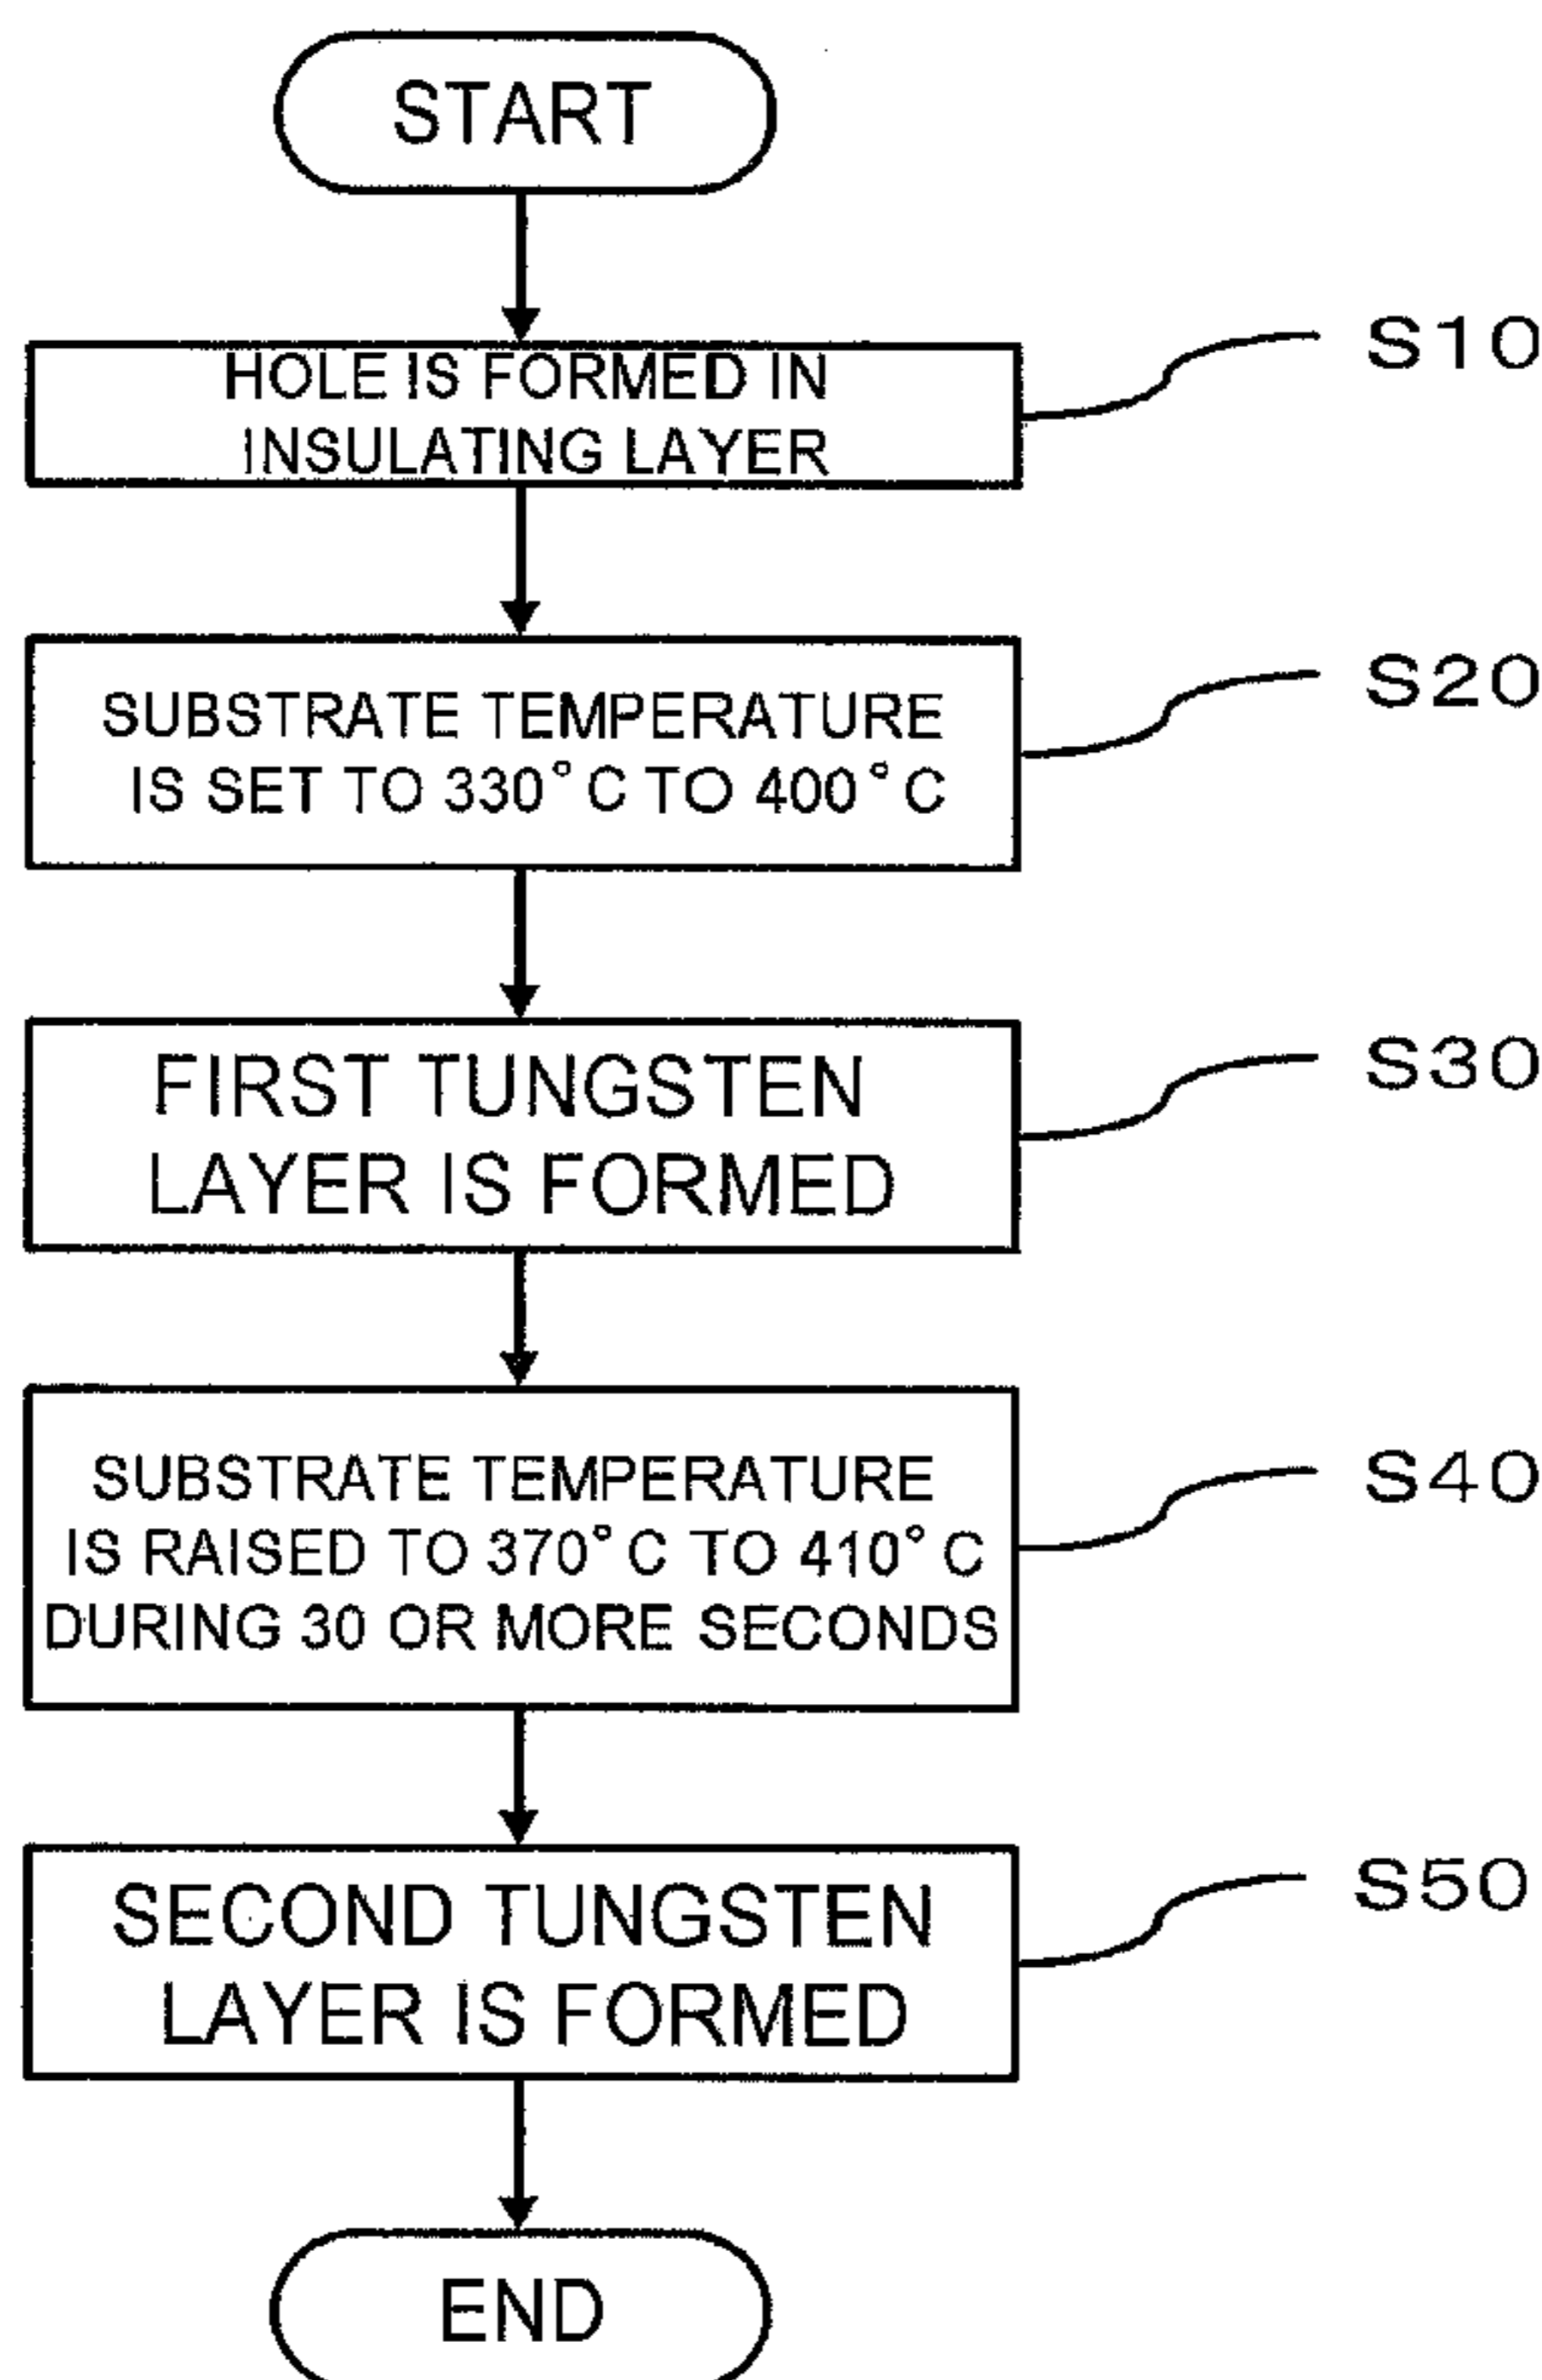 START
HOLE IS FORMED IN
INSULATING LAYER
S10
SUBSTRATE TEMPERATURE
IS SET TO 330°C TO 400°C
S20
FIRST TUNGSTEN
LAYER IS FORMED
S30
SUBSTRATE TEMPERATURE
IS RAISED TO 370°C TO 410°C
DURING 30 OR MORE SECONDS
S40
SECOND TUNGSTEN
LAYER IS FORMED
S50
END